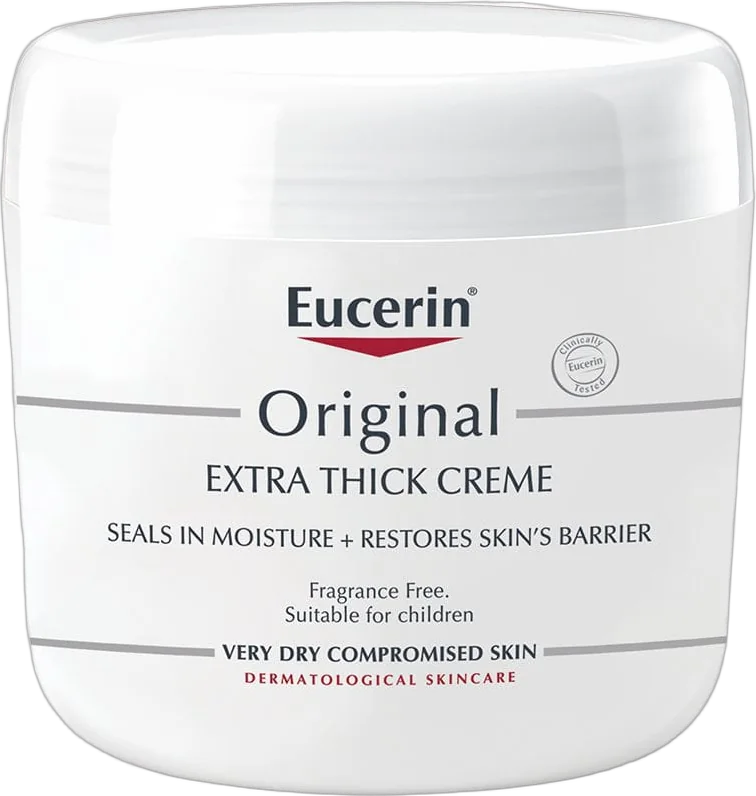 Eucerin®
Clinically
Eucerin
Tested
Original
EXTRA THICK CREME
SEALS IN MOISTURE + RESTORES SKIN'S BARRIER
Fragrance Free.
Suitable for children
VERY DRY COMPROMISED SKIN
DERMATOLOGICAL SKINCARE